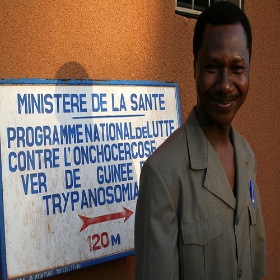 MINISTERE DE LA SANTE
PROGRAMME NATIONAL DE LUTTE
CONTRE L'ONCHOCERCOSE
VER DE GUINEE
TRYPANOSOMIA
120 M